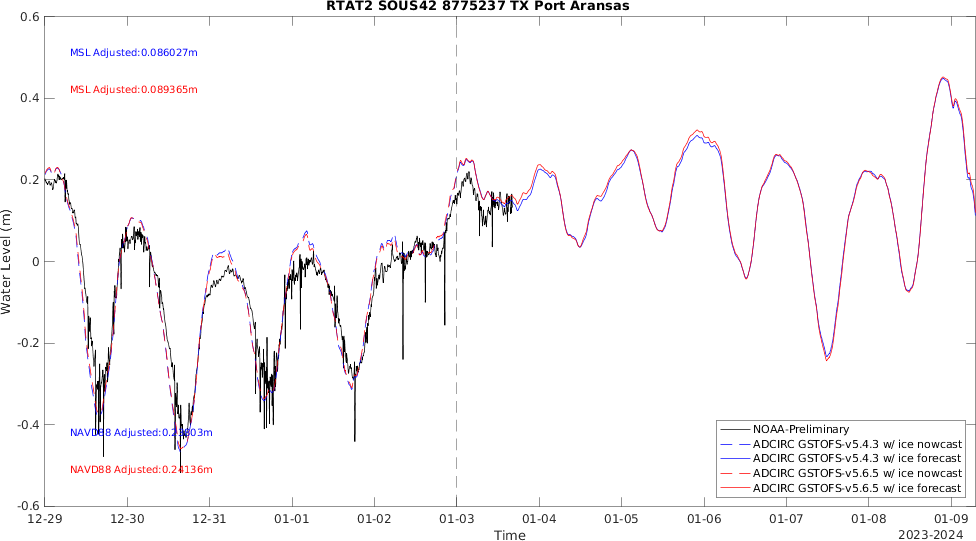 RTAT2 SOUS42 8775237 TX Port Aransas
0.6
0.4
0.2
0
-0.2
-0.4
-0.6
Water Level (m)
MSL Adjusted:0.086027m
MSL Adjusted:0.089365m
NAVD88
NAVD88 Adjusted:0.24136m
NOAA-Preliminary
ADCIRC GSTOFS-v5.4.3 w/ ice nowcast
ADCIRC GSTOFS-v5.4.3 w/ ice forecast
ADCIRC GSTOFS-v5.6.5 w/ ice nowcast
ADCIRC GSTOFS-v5.6.5 w/ ice forecast
12-29 12-30 12-31 01-01 01-02 01-03 01-04 01-05 01-06 01-07 01-08 01-09
Time
2023-2024